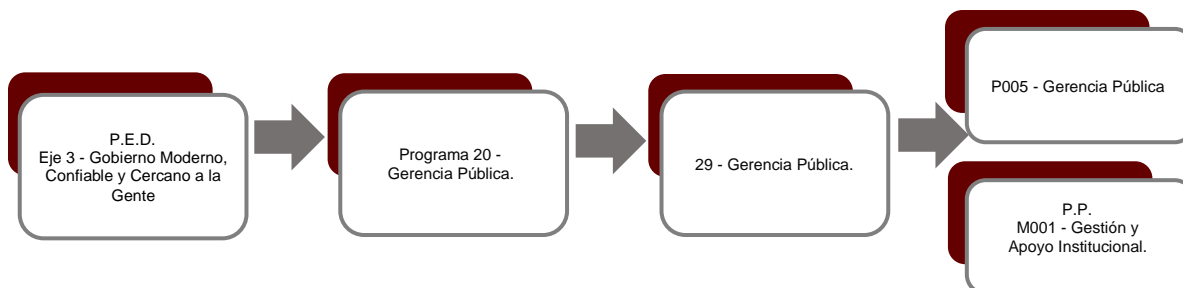 P.E.D.
Eje 3 - Gobierno Moderno,
Confiable y Cercano a la
Gente
Programa 20 -
Gerencia Pública.
29 - Gerencia Pública.
P005 - Gerencia Pública
P.P.
M001 - Gestión y
Apoyo Institucional.